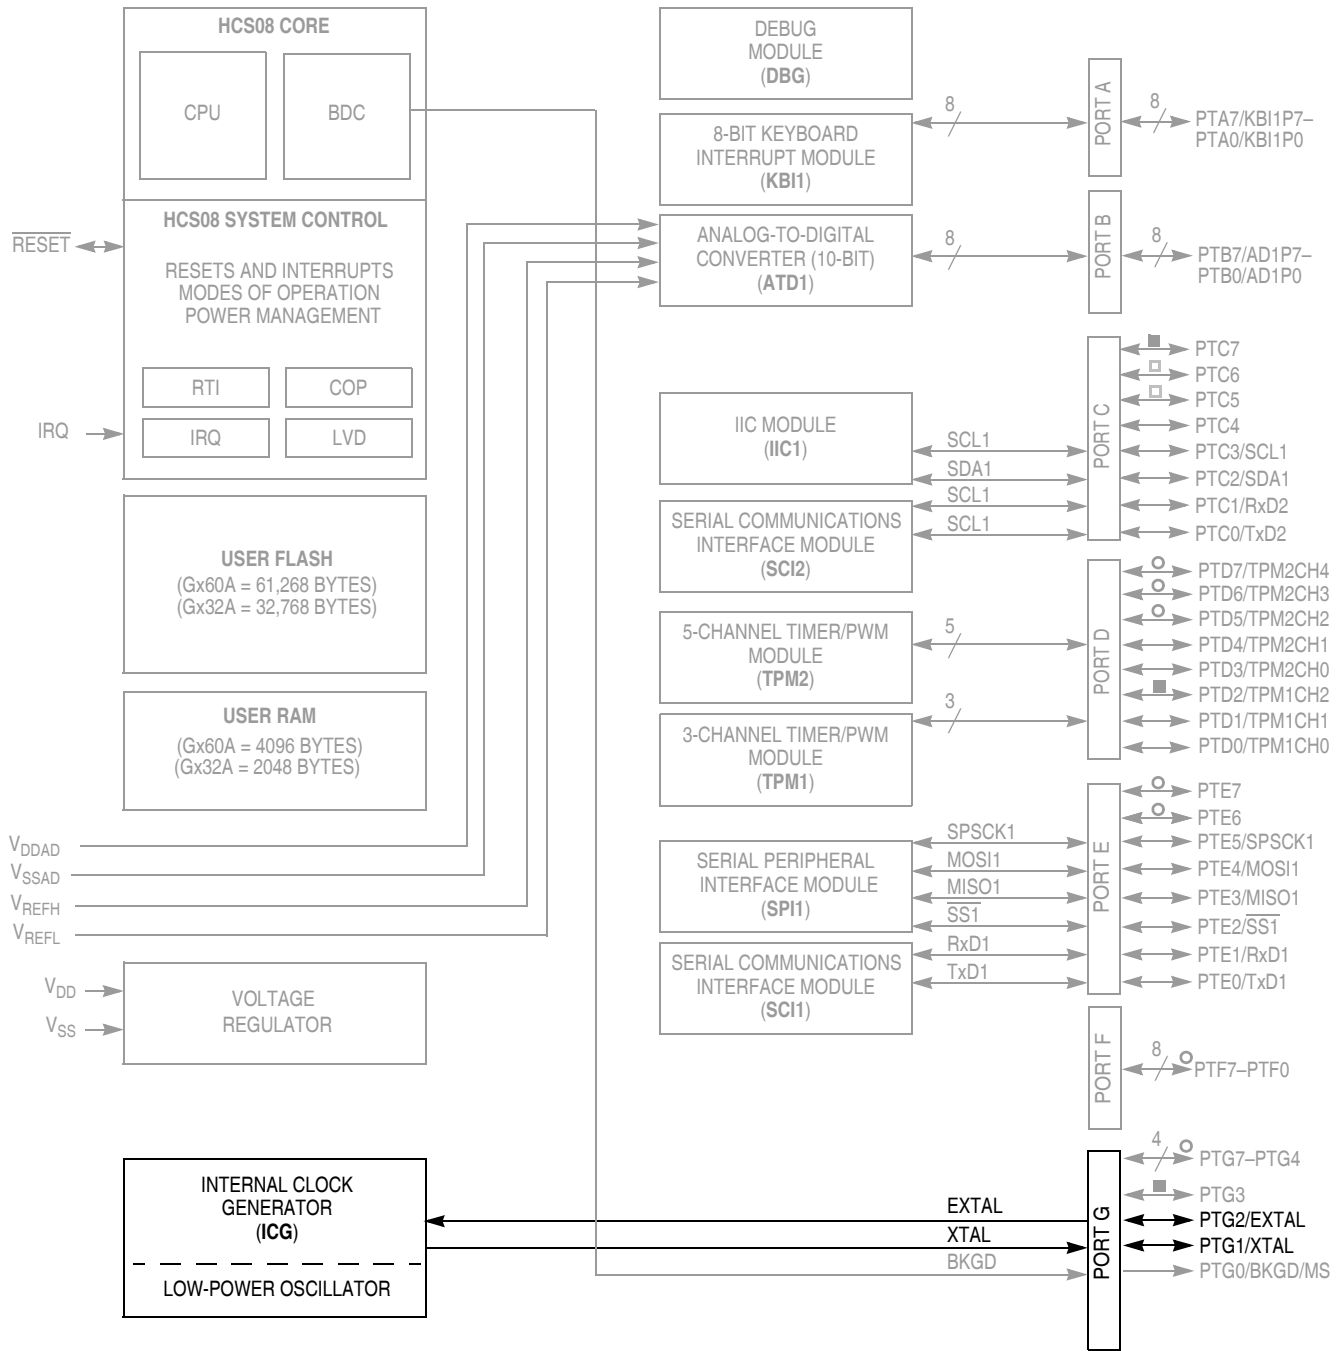 HCS08 CORE
CPU
BDC
HCS08 SYSTEM CONTROL
RESETS AND INTERRUPTS
MODES OF OPERATION
POWER MANAGEMENT
RTI
COP
IRQ
LVD
RESET
IRQ
USER FLASH
(Gx60A = 61,268 BYTES)
(Gx32A = 32,768 BYTES)
USER RAM
(Gx60A = 4096 BYTES)
(Gx32A = 2048 BYTES)
VDDAD
VSSAD
VREFH
VREFL
VDD
VSS
VOLTAGE
REGULATOR
INTERNAL CLOCK
GENERATOR
(ICG)
LOW-POWER OSCILLATOR
DEBUG
MODULE
(DBG)
8-BIT KEYBOARD
INTERRUPT MODULE
(KBI1)
ANALOG-TO-DIGITAL
CONVERTER (10-BIT)
(ATD1)
IIC MODULE
(IIC1)
SERIAL COMMUNICATIONS
INTERFACE MODULE
(SCI2)
5-CHANNEL TIMER/PWM
MODULE
(TPM2)
3-CHANNEL TIMER/PWM
MODULE
(TPM1)
SERIAL PERIPHERAL
INTERFACE MODULE
(SPI1)
SERIAL COMMUNICATIONS
INTERFACE MODULE
(SCI1)
8
8
SCL1
SDA1
SCL1
SCL1
5
3
SPSCK1
MOSI1
MISO1
SS1
RxD1
TxD1
EXTAL
XTAL
BKGD
PORT A
8
PTA7/KBI1P7–
PTA0/KBI1P0
PORT B
8
PTB7/AD1P7–
PTB0/AD1P0
PORT C
PTC7
PTC6
PTC5
PTC4
PTC3/SCL1
PTC2/SDA1
PTC1/RxD2
PTC0/TxD2
PORT D
PTD7/TPM2CH4
PTD6/TPM2CH3
PTD5/TPM2CH2
PTD4/TPM2CH1
PTD3/TPM2CH0
PTD2/TPM1CH2
PTD1/TPM1CH1
PTD0/TPM1CH0
PORT E
PTE7
PTE6
PTE5/SPSCK1
PTE4/MOSI1
PTE3/MISO1
PTE2/SS1
PTE1/RxD1
PTE0/TxD1
PORT F
8
PTF7–PTF0
PORT G
4
PTG7–PTG4
PTG3
PTG2/EXTAL
PTG1/XTAL
PTG0/BKGD/MS